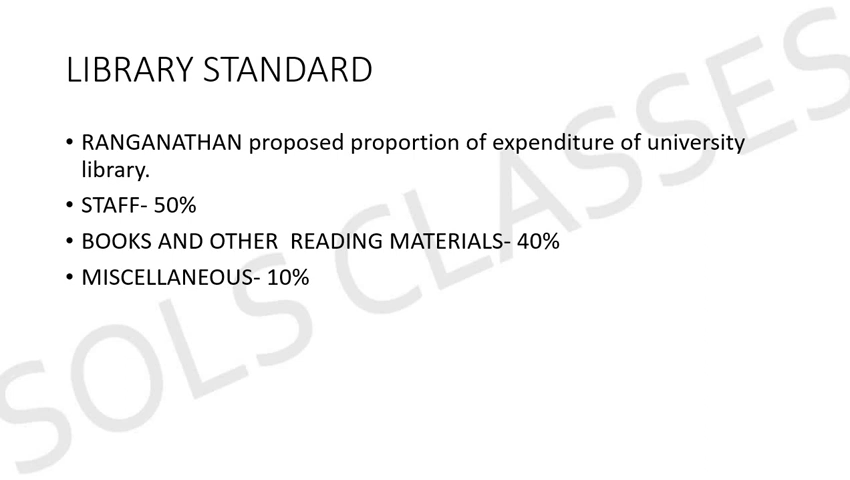 LIBRARY STANDARD
• RANGANATHAN proposed proportion of expenditure of university
library.
• STAFF- 50%
• BOOKS AND OTHER  READING MATERIALS- 40%
• MISCELLANEOUS- 10%
SOLS CLASSES